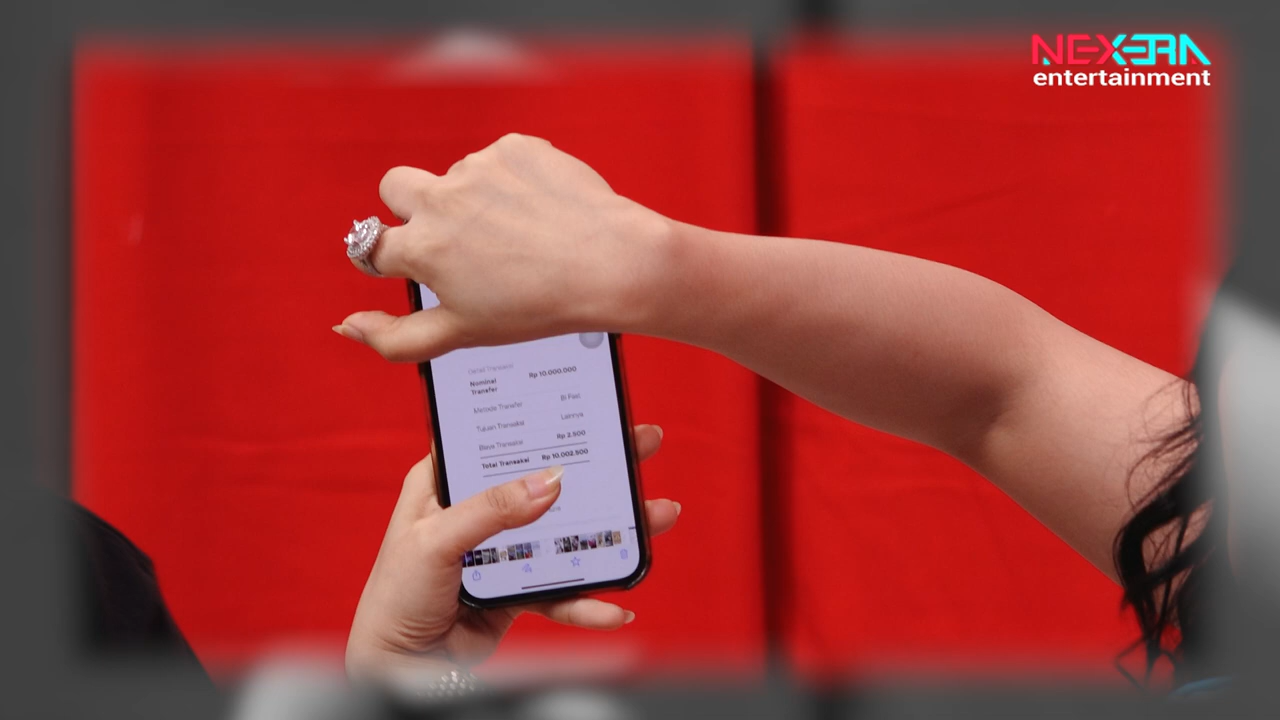 NEXERA
entertainment
Nominal Rp 10.000.000
Transfer
Metode Transfer BI Fast
Tujuan Transaksi Lainnya
Biaya Transaksi Rp 2.500
Total Transaksi Rp 10.002.500